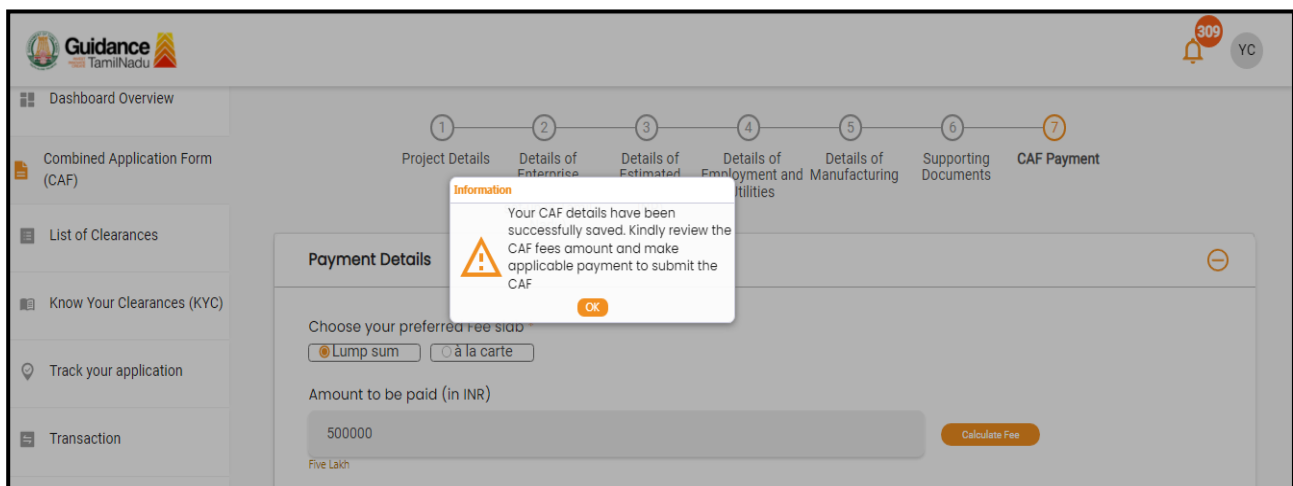 Guidance
TamilNadu
309
YC
Dashboard Overview
1 2 3 4 5 6 7
Combined Application Form
(CAF)
Project Details
Details of
Enterprise
Details of
Estimated
Details of
Employment and
Utilities
Details of
Manufacturing
Supporting
Documents
CAF Payment
Information
Your CAF details have been
successfully saved. Kindly review the
CAF fees amount and make
applicable payment to submit the
CAF
OK
List of Clearances
Payment Details
Know Your Clearances (KYC)
Choose your preferred Fee slab *
Lump sum
à la carte
Track your application
Amount to be paid (in INR)
500000
Calculate Fee
Five Lakh
Transaction